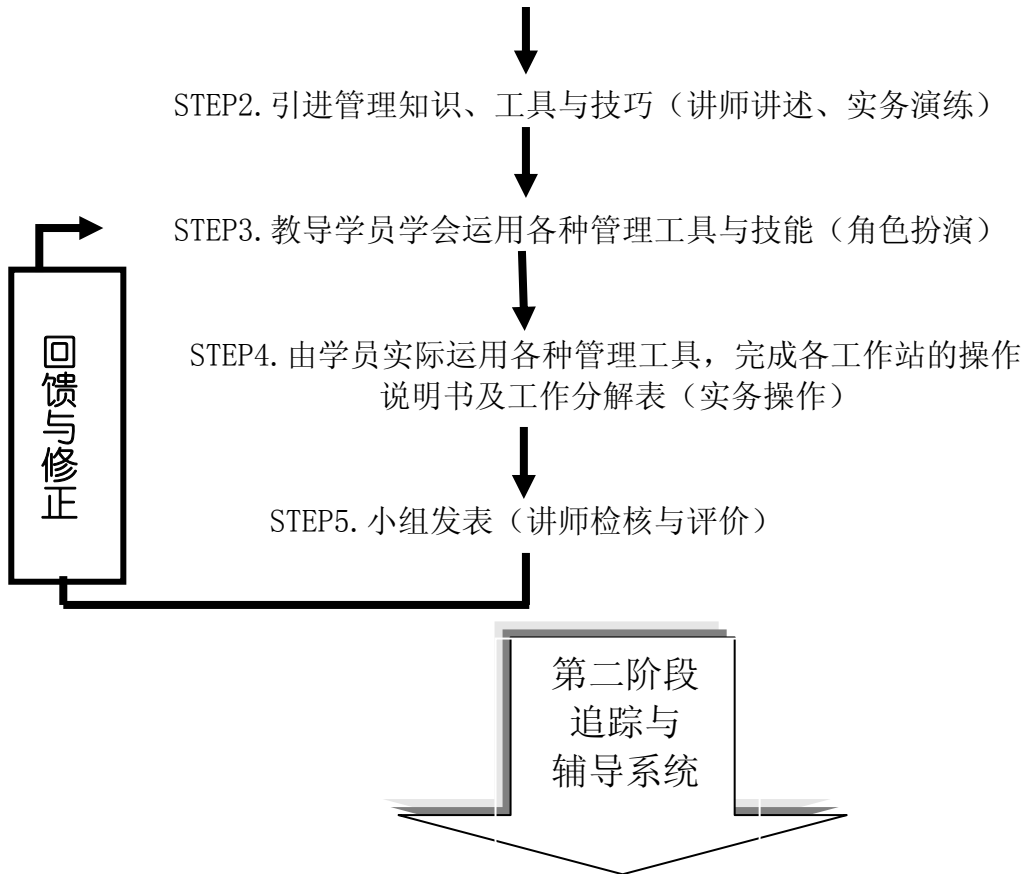 STEP2.引进管理知识、工具与技巧（讲师讲述、实务演练）
STEP3.教导学员学会运用各种管理工具与技能（角色扮演）
回馈与修正
STEP4.由学员实际运用各种管理工具，完成各工作站的操作
说明书及工作分解表（实务操作）
STEP5.小组发表（讲师检核与评价）
第二阶段
追踪与
辅导系统